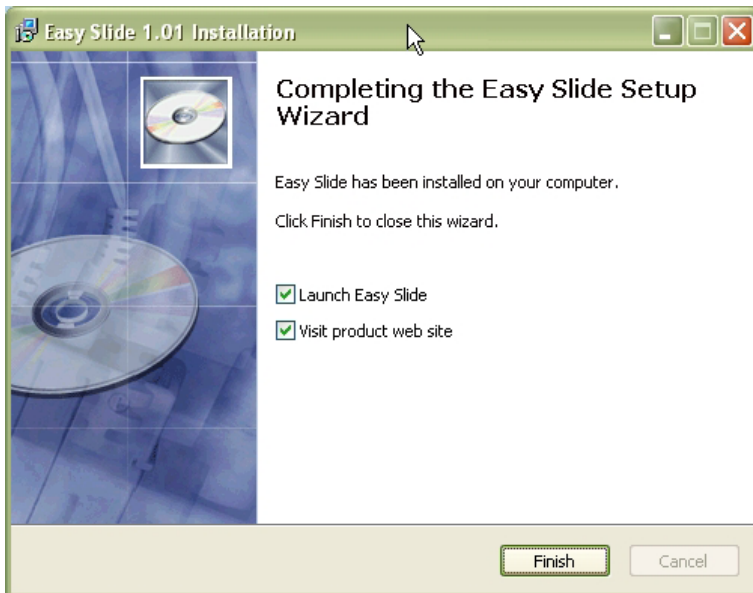 Easy Slide 1.01 Installation
Completing the Easy Slide Setup
Wizard
Easy Slide has been installed on your computer.
Click Finish to close this wizard.
Launch Easy Slide
Visit product web site
Finish
Cancel